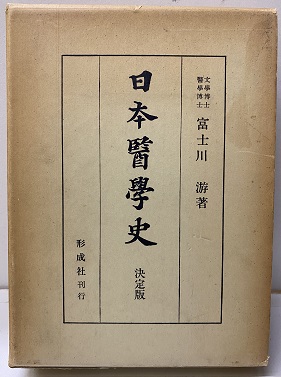 文學博士
醫學博士
富士川 游著
日本醫學史
決定版
形成社刊行